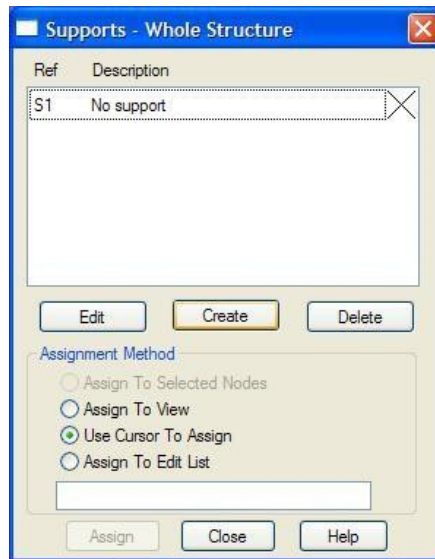 Supports - Whole Structure
Ref Description
S1 No support
Edit Create Delete
Assignment Method
Assign To Selected Nodes
Assign To View
Use Cursor To Assign
Assign To Edit List
Assign Close Help